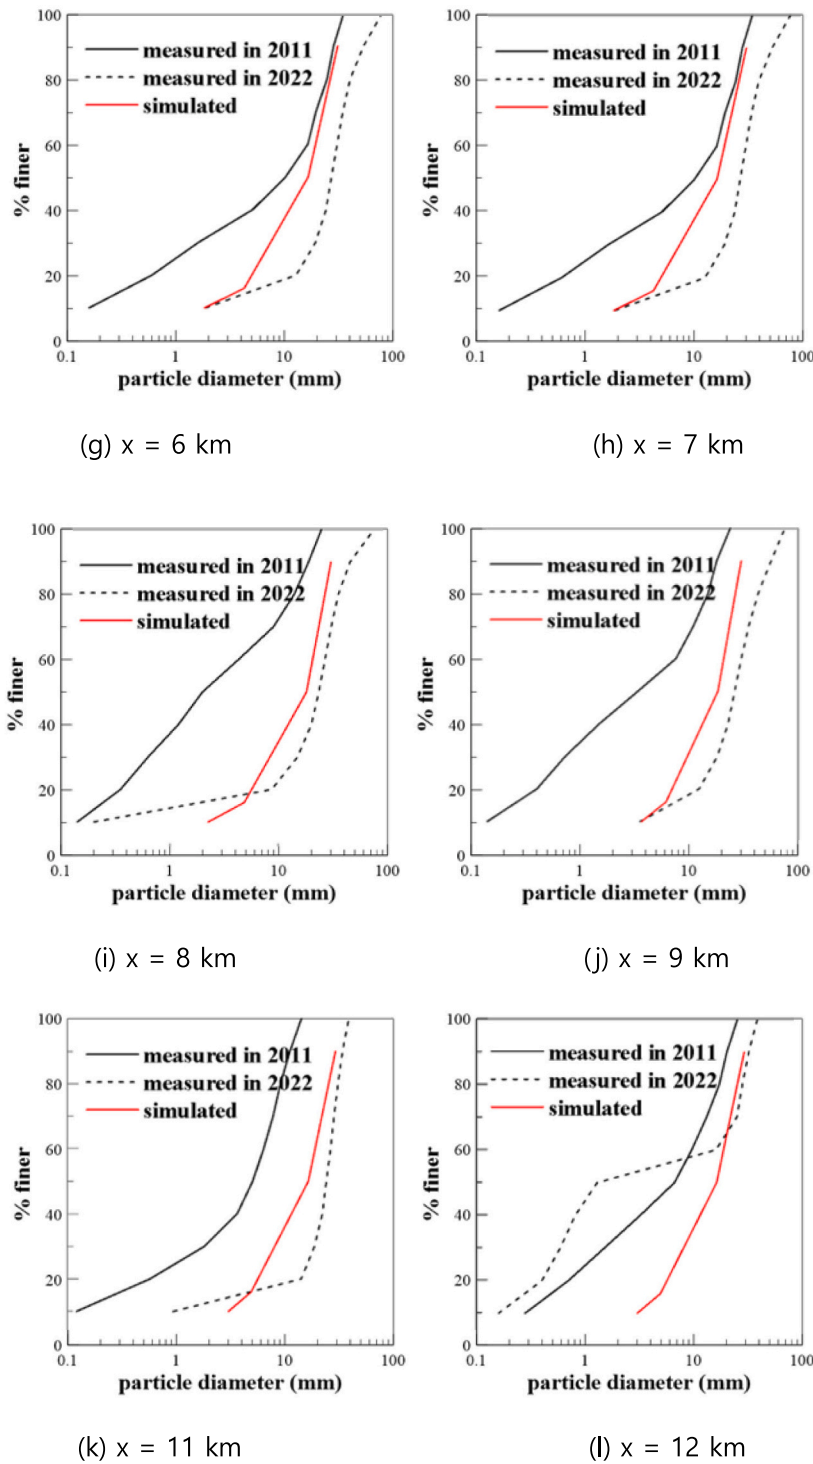 100
80
60
40
20
0
% finer
measured in 2011
measured in 2022
simulated
0.1 1 10 100
particle diameter (mm)
(g) x = 6 km
100
80
60
40
20
0
% finer
measured in 2011
measured in 2022
simulated
0.1 1 10 100
particle diameter (mm)
(h) x = 7 km
100
80
60
40
20
0
% finer
measured in 2011
measured in 2022
simulated
0.1 1 10 100
particle diameter (mm)
(i) x = 8 km
100
80
60
40
20
0
% finer
measured in 2011
measured in 2022
simulated
0.1 1 10 100
particle diameter (mm)
(j) x = 9 km
100
80
60
40
20
0
% finer
measured in 2011
measured in 2022
simulated
0.1 1 10 100
particle diameter (mm)
(k) x = 11 km
100
80
60
40
20
0
% finer
measured in 2011
measured in 2022
simulated
0.1 1 10 100
particle diameter (mm)
(l) x = 12 km